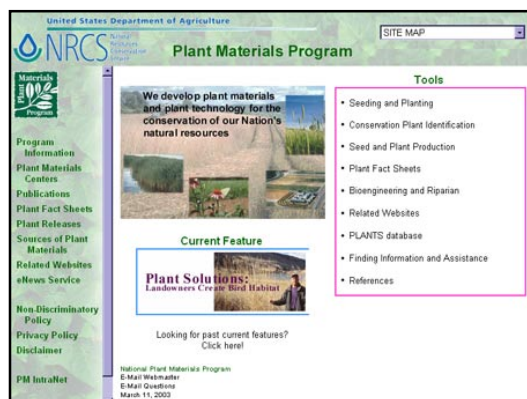 United States Department of Agriculture
NRCS
Natural
Resources
Conservation
Service
SITE MAP
Plant Materials Program
Plant Materials
Program
Program
Information
Plant Materials
Centers
Publications
Plant Fact Sheets
Plant Releases
Sources of Plant
Materials
Related Websites
eNews Service
Non-Discriminatory
Policy
Privacy Policy
Disclaimer
PM IntraNet
We develop plant materials
and plant technology for the
conservation of our Nation's
natural resources
Current Feature
Plant Solutions:
Landowners Create Bird Habitat
Looking for past current features?
Click here!
National Plant Materials Program
E-Mail Webmaster
E-Mail Questions
March 11, 2003
Tools
• Seeding and Planting
• Conservation Plant Identification
• Seed and Plant Production
• Plant Fact Sheets
• Bioengineering and Riparian
• Related Websites
• PLANTS database
• Finding Information and Assistance
• References